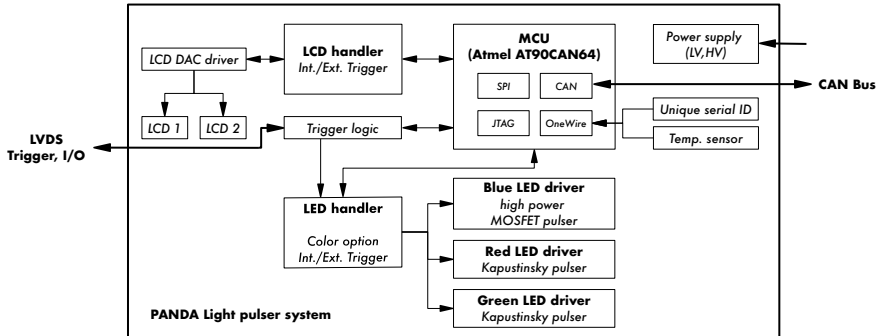 MCU
(Atmel AT90CAN64)
LCD handler
Int./Ext. Trigger
LCD DAC driver
Power supply
(LV,HV)
SPI
CAN
CAN Bus
LCD 1
LCD 2
Trigger logic
JTAG
OneWire
Unique serial ID
Temp. sensor
LVDS
Trigger, I/O
LED handler
Color option
Int./Ext. Trigger
Blue LED driver
high power
MOSFET pulser
Red LED driver
Kapustinsky pulser
Green LED driver
Kapustinsky pulser
PANDA Light pulser system